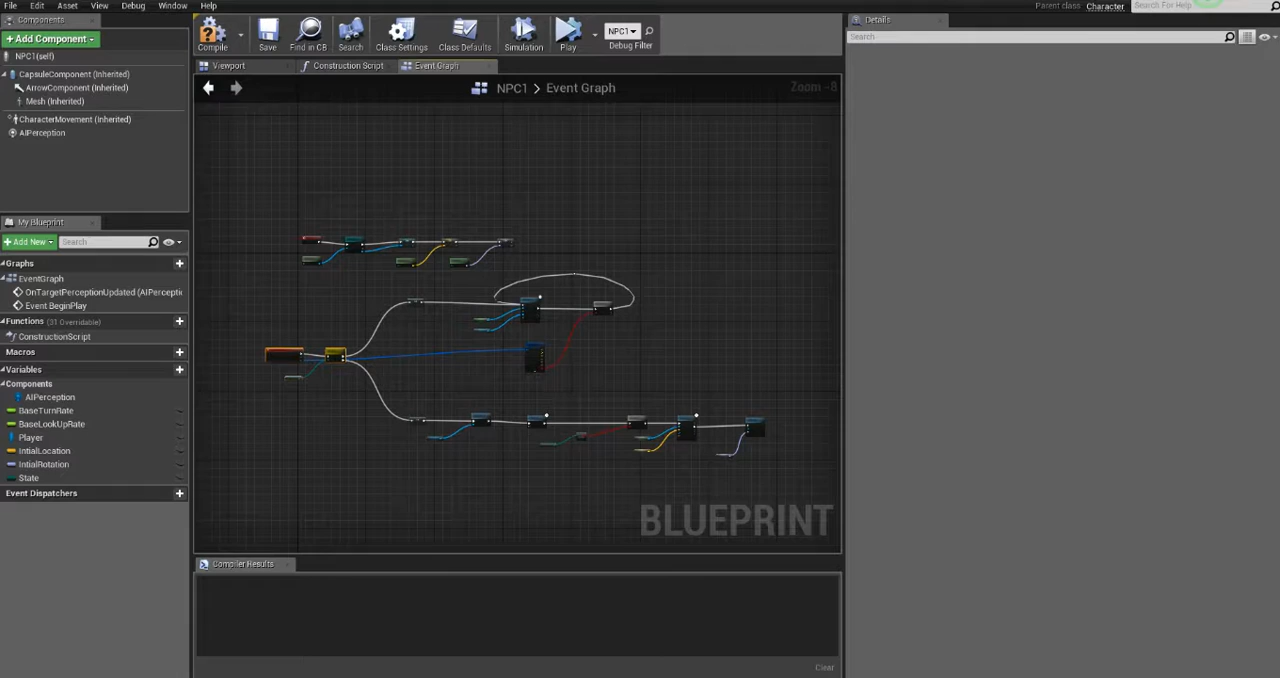 File Edit Asset View Debug Window Help
Parent class: Character
Search For Help
Components
+Add Component
NPC1(self)
CapsuleComponent (Inherited)
ArrowComponent (Inherited)
Mesh (Inherited)
CharacterMovement (Inherited)
AIPerception
Compile
Save
Find in CB
Search
Class Settings
Class Defaults
Simulation
Play
NPC1
Debug Filter
Viewport
Construction Script
Event Graph
NPC1 > Event Graph
Zoom -8
Details
Search
My Blueprint
+Add New
Search
Graphs
EventGraph
OnTargetPerceptionUpdated (AIPerceptio
Event BeginPlay
Functions (31 Overridable)
ConstructionScript
Macros
Variables
Components
AIPerception
BaseTurnRate
BaseLookUpRate
Player
IntialLocation
IntialRotation
State
Event Dispatchers
BLUEPRINT
Compiler Results
Clear